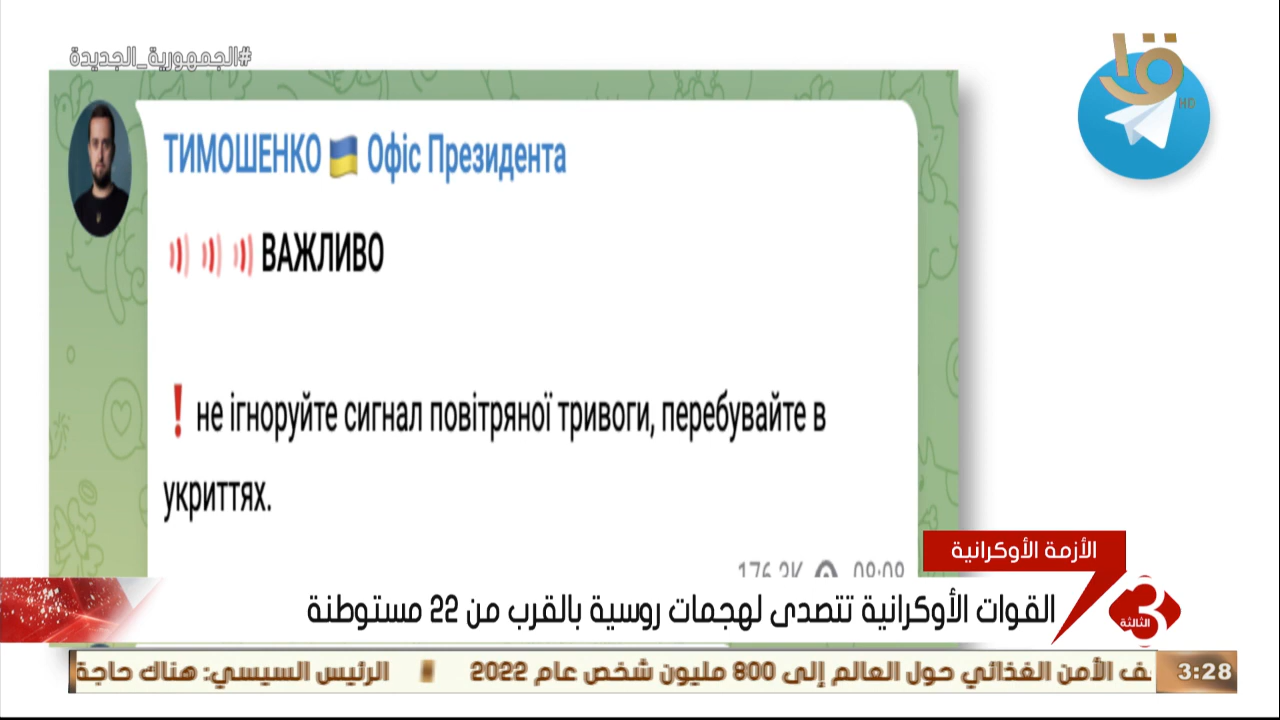 #الجمهورية_الجديدة
ТИМОШЕНКО 🇺🇦 Офіс Президента
ВАЖЛИВО
❗ не ігноруйте сигнал повітряної тривоги, перебувайте в
укриттях.
الأزمة الأوكرانية
القوات الأوكرانية تتصدى لهجمات روسية بالقرب من 22 مستوطنة
3
الثالثة
الأمن الغذائي حول العالم إلى 800 مليون شخص عام 2022 الرئيس السيسي: هناك حاجة
3:28
HD